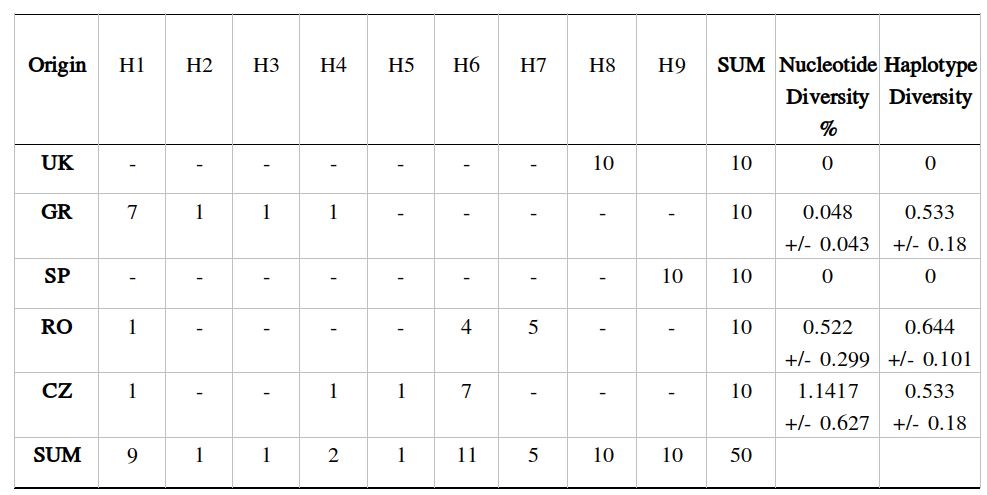 Origin H1 H2 H3 H4 H5 H6 H7 H8 H9 SUM Nucleotide Haplotype
Diversity Diversity
%
UK - - - - - - - 10 10 0 0
GR 7 1 1 1 - - - - - 10 0.048 0.533
+/- 0.043 +/- 0.18
SP - - - - - - - - 10 10 0 0
RO 1 - - - - 4 5 - - 10 0.522 0.644
+/- 0.299 +/- 0.101
CZ 1 - - 1 1 7 - - - 10 1.1417 0.533
+/- 0.627 +/- 0.18
SUM 9 1 1 2 1 11 5 10 10 50